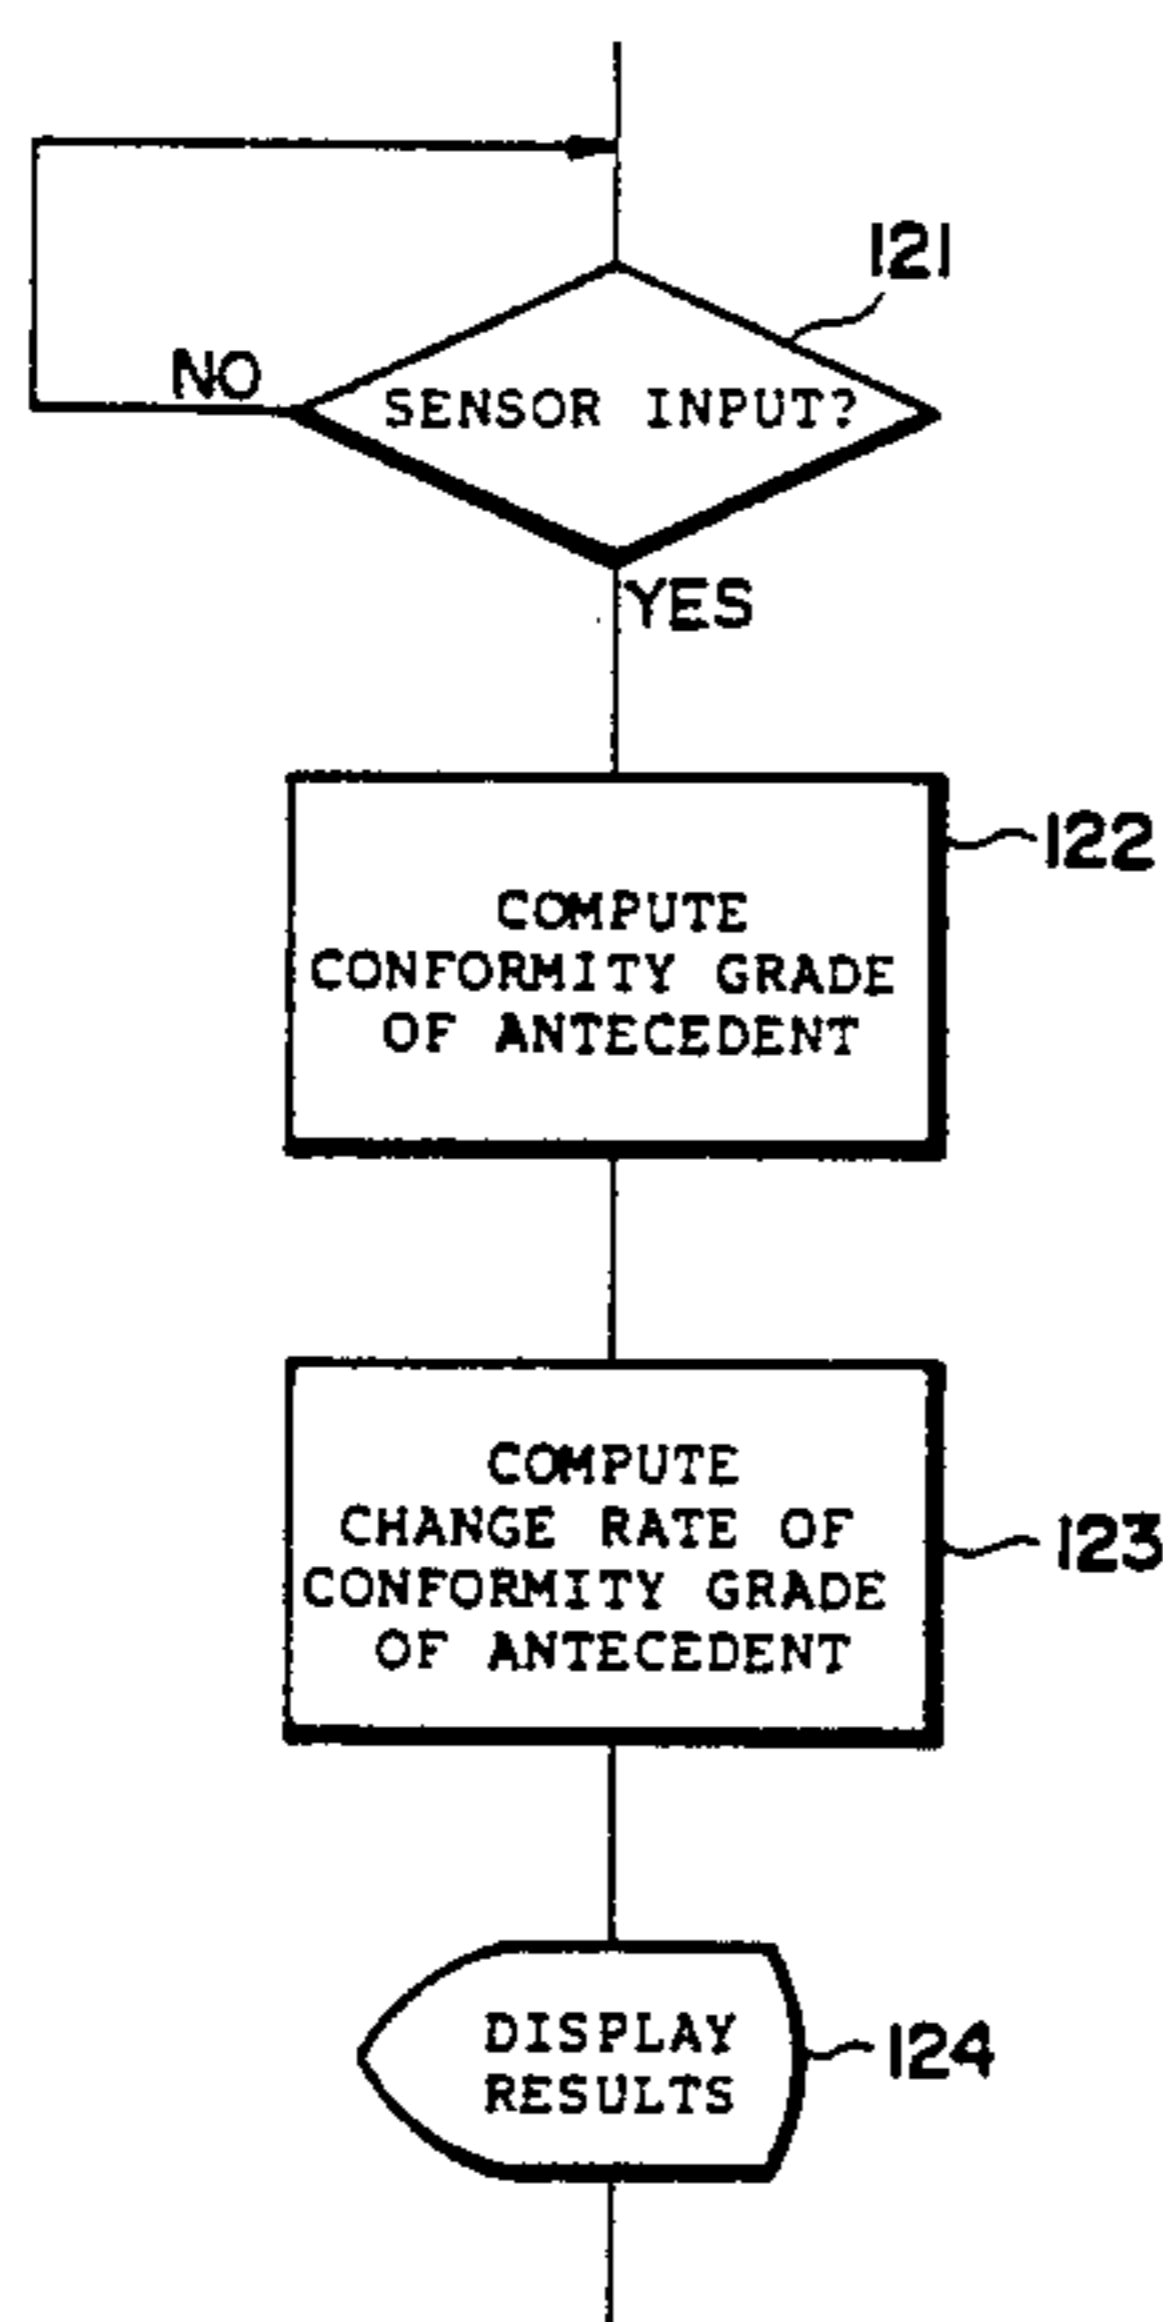 121
NO
SENSOR INPUT?
YES
122
COMPUTE
CONFORMITY GRADE
OF ANTECEDENT
COMPUTE
CHANGE RATE OF
CONFORMITY GRADE
OF ANTECEDENT
123
DISPLAY
RESULTS
124